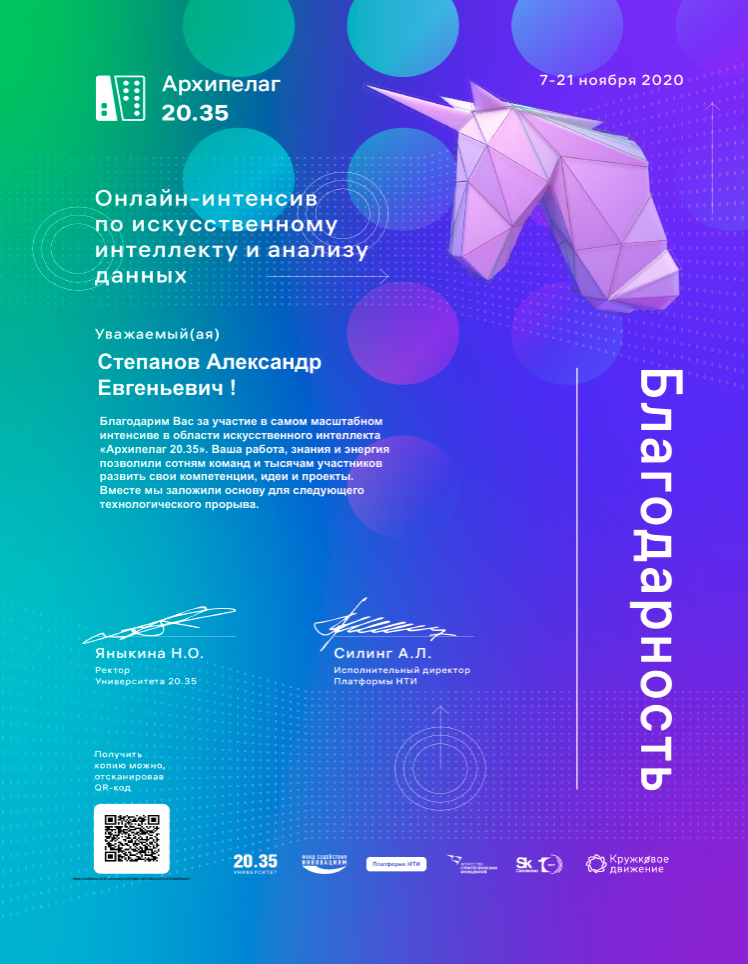 Архипелаг
20.35
7-21 ноября 2020
Онлайн-интенсив
по искусственному
интеллекту и анализу
данных
Уважаемый(ая)
Степанов Александр
Евгеньевич !
Благодарим Вас за участие в самом масштабном
интенсиве в области искусственного интеллекта
«Архипелаг 20.35». Ваша работа, знания и энергия
позволили сотням команд и тысячам участников
развить свои компетенции, идеи и проекты.
Вместе мы заложили основу для следующего
технологического прорыва.
Благодарность
Яныкина Н.О.
Ректор
Университета 20.35
Силинг А.Л.
Исполнительный директор
Платформы НТИ
Получить
копию можно,
отсканировав
QR-код
20.35
УНИВЕРСИТЕТ
ФОНД СОДЕЙСТВИЯ
ИННОВАЦИЯМ
Платформа НТИ
АГЕНТСТВО
СТРАТЕГИЧЕСКИХ
ИНИЦИАТИВ
Sk
Сколково
Кружковое
движение